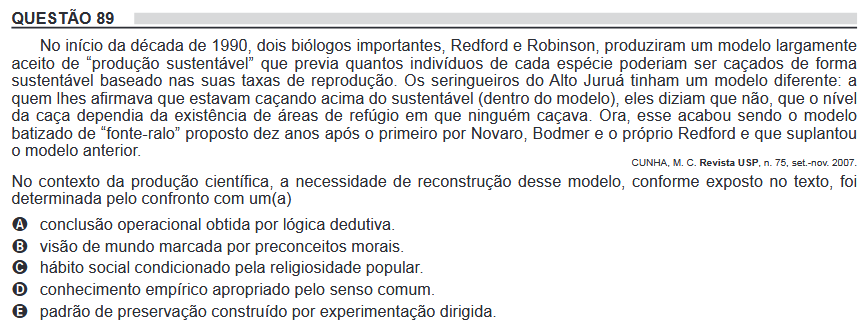 QUESTÃO 89
No início da década de 1990, dois biólogos importantes, Redford e Robinson, produziram um modelo largamente
aceito de “produção sustentável” que previa quantos indivíduos de cada espécie poderiam ser caçados de forma
sustentável baseado nas suas taxas de reprodução. Os seringueiros do Alto Juruá tinham um modelo diferente: a
quem lhes afirmava que estavam caçando acima do sustentável (dentro do modelo), eles diziam que não, que o nível
da caça dependia da existência de áreas de refúgio em que ninguém caçava. Ora, esse acabou sendo o modelo
batizado de “fonte-ralo” proposto dez anos após o primeiro por Novaro, Bodmer e o próprio Redford e que suplantou
o modelo anterior.
CUNHA, M. C. Revista USP, n. 75, set.-nov. 2007.
No contexto da produção científica, a necessidade de reconstrução desse modelo, conforme exposto no texto, foi
determinada pelo confronto com um(a)
A conclusão operacional obtida por lógica dedutiva.
B visão de mundo marcada por preconceitos morais.
C hábito social condicionado pela religiosidade popular.
D conhecimento empírico apropriado pelo senso comum.
E padrão de preservação construído por experimentação dirigida.